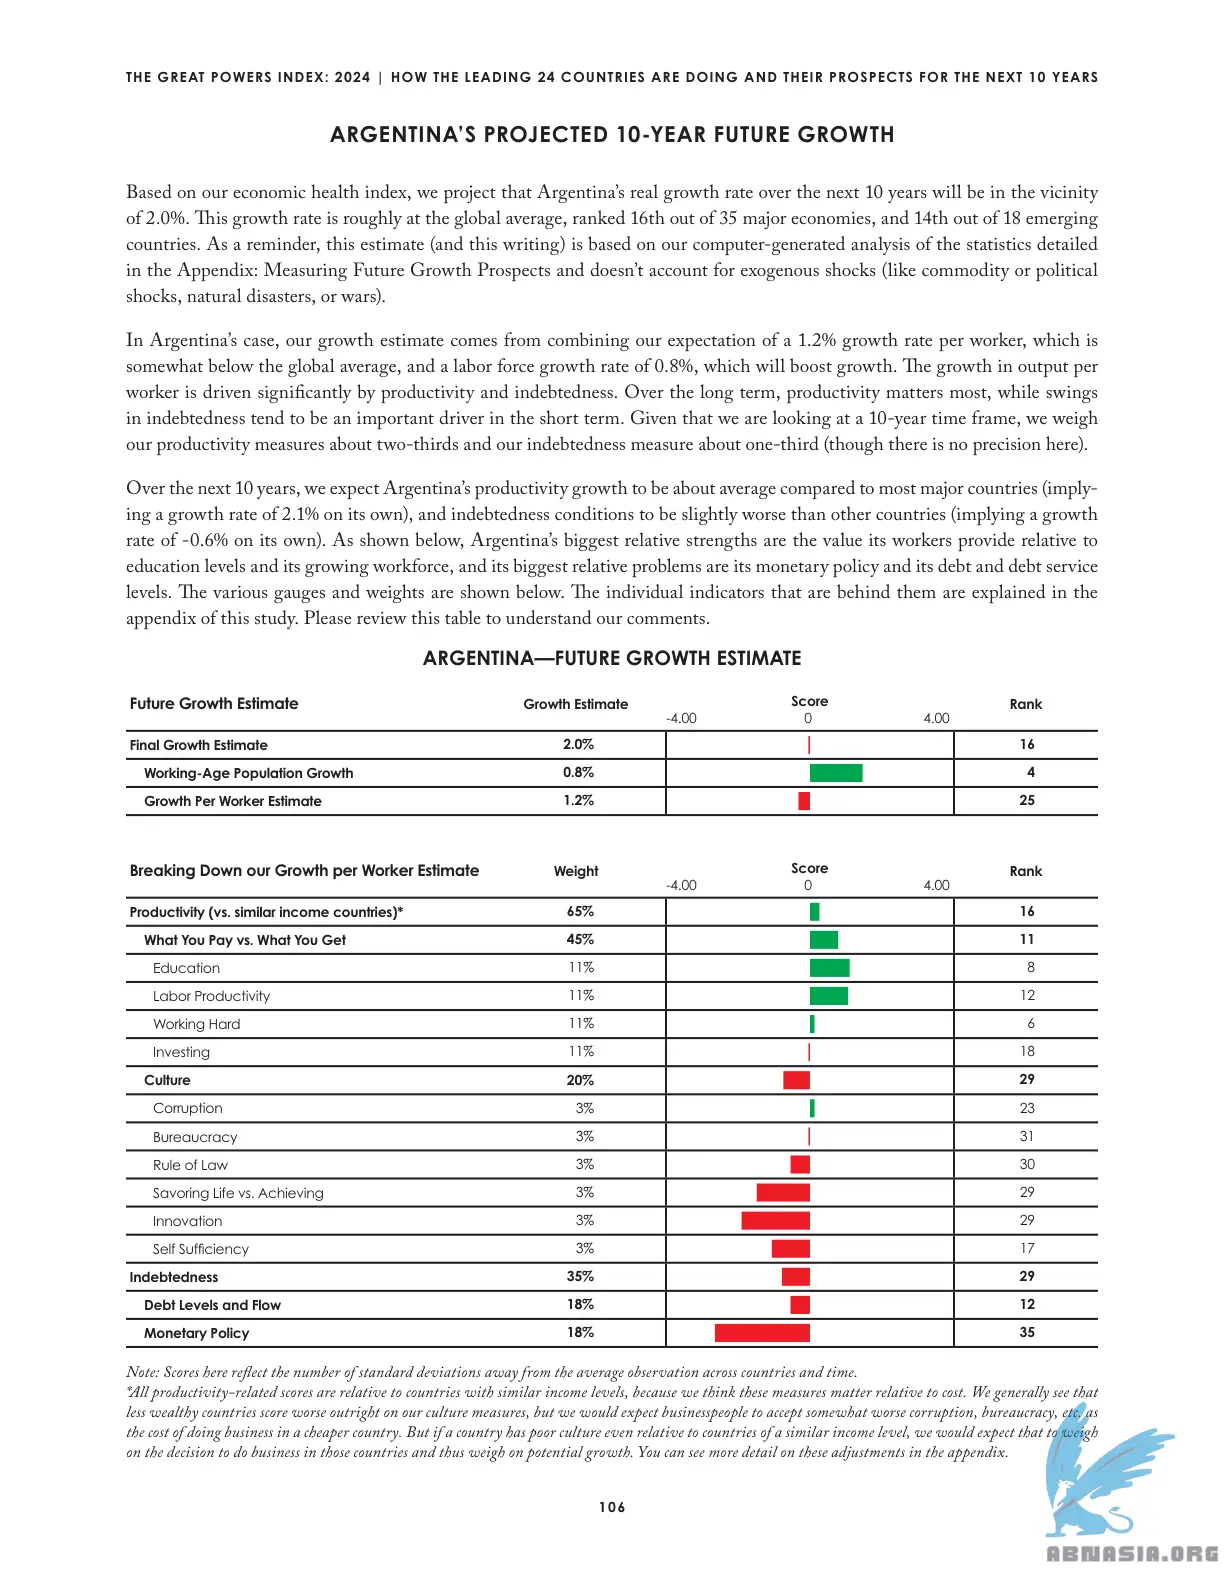 THE GREAT POWERS INDEX: 2024 | HOW THE LEADING 24 COUNTRIES ARE DOING AND THEIR PROSPECTS FOR THE NEXT 10 YEARS
ARGENTINA’S PROJECTED 10-YEAR FUTURE GROWTH
Based on our economic health index, we project that Argentina’s real growth rate over the next 10 years will be in the vicinity
of 2.0%. This growth rate is roughly at the global average, ranked 16th out of 35 major economies, and 14th out of 18 emerging
countries. As a reminder, this estimate (and this writing) is based on our computer-generated analysis of the statistics detailed
in the Appendix: Measuring Future Growth Prospects and doesn’t account for exogenous shocks (like commodity or political
shocks, natural disasters, or wars).
In Argentina’s case, our growth estimate comes from combining our expectation of a 1.2% growth rate per worker, which is
somewhat below the global average, and a labor force growth rate of 0.8%, which will boost growth. The growth in output per
worker is driven significantly by productivity and indebtedness. Over the long term, productivity matters most, while swings
in indebtedness tend to be an important driver in the short term. Given that we are looking at a 10-year time frame, we weigh
our productivity measures about two-thirds and our indebtedness measure about one-third (though there is no precision here).
Over the next 10 years, we expect Argentina’s productivity growth to be about average compared to most major countries (imply-
ing a growth rate of 2.1% on its own), and indebtedness conditions to be slightly worse than other countries (implying a growth
rate of -0.6% on its own). As shown below, Argentina’s biggest relative strengths are the value its workers provide relative to
education levels and its growing workforce, and its biggest relative problems are its monetary policy and its debt and debt service
levels. The various gauges and weights are shown below. The individual indicators that are behind them are explained in the
appendix of this study. Please review this table to understand our comments.
ARGENTINA—FUTURE GROWTH ESTIMATE
Future Growth Estimate Growth Estimate Score Rank
-4.00 0 4.00
Final Growth Estimate 2.0% 16
Working-Age Population Growth 0.8% 4
Growth Per Worker Estimate 1.2% 25
Breaking Down our Growth per Worker Estimate Weight Score Rank
-4.00 0 4.00
Productivity (vs. similar income countries)* 65% 16
What You Pay vs. What You Get 45% 11
Education 11% 8
Labor Productivity 11% 12
Working Hard 11% 6
Investing 11% 18
Culture 20% 29
Corruption 3% 23
Bureaucracy 3% 31
Rule of Law 3% 30
Savoring Life vs. Achieving 3% 29
Innovation 3% 29
Self Sufficiency 3% 17
Indebtedness 35% 29
Debt Levels and Flow 18% 12
Monetary Policy 18% 35
Note: Scores here reflect the number of standard deviations away from the average observation across countries and time.
*All productivity-related scores are relative to countries with similar income levels, because we think these measures matter relative to cost. We generally see that
less wealthy countries score worse outright on our culture measures, but we would expect businesspeople to accept somewhat worse corruption, bureaucracy, etc. as
the cost of doing business in a cheaper country. But if a country has poor culture even relative to countries of a similar income level, we would expect that to weigh
on the decision to do business in those countries and thus weigh on potential growth. You can see more detail on these adjustments in the appendix.
106
ABNASIA.ORG